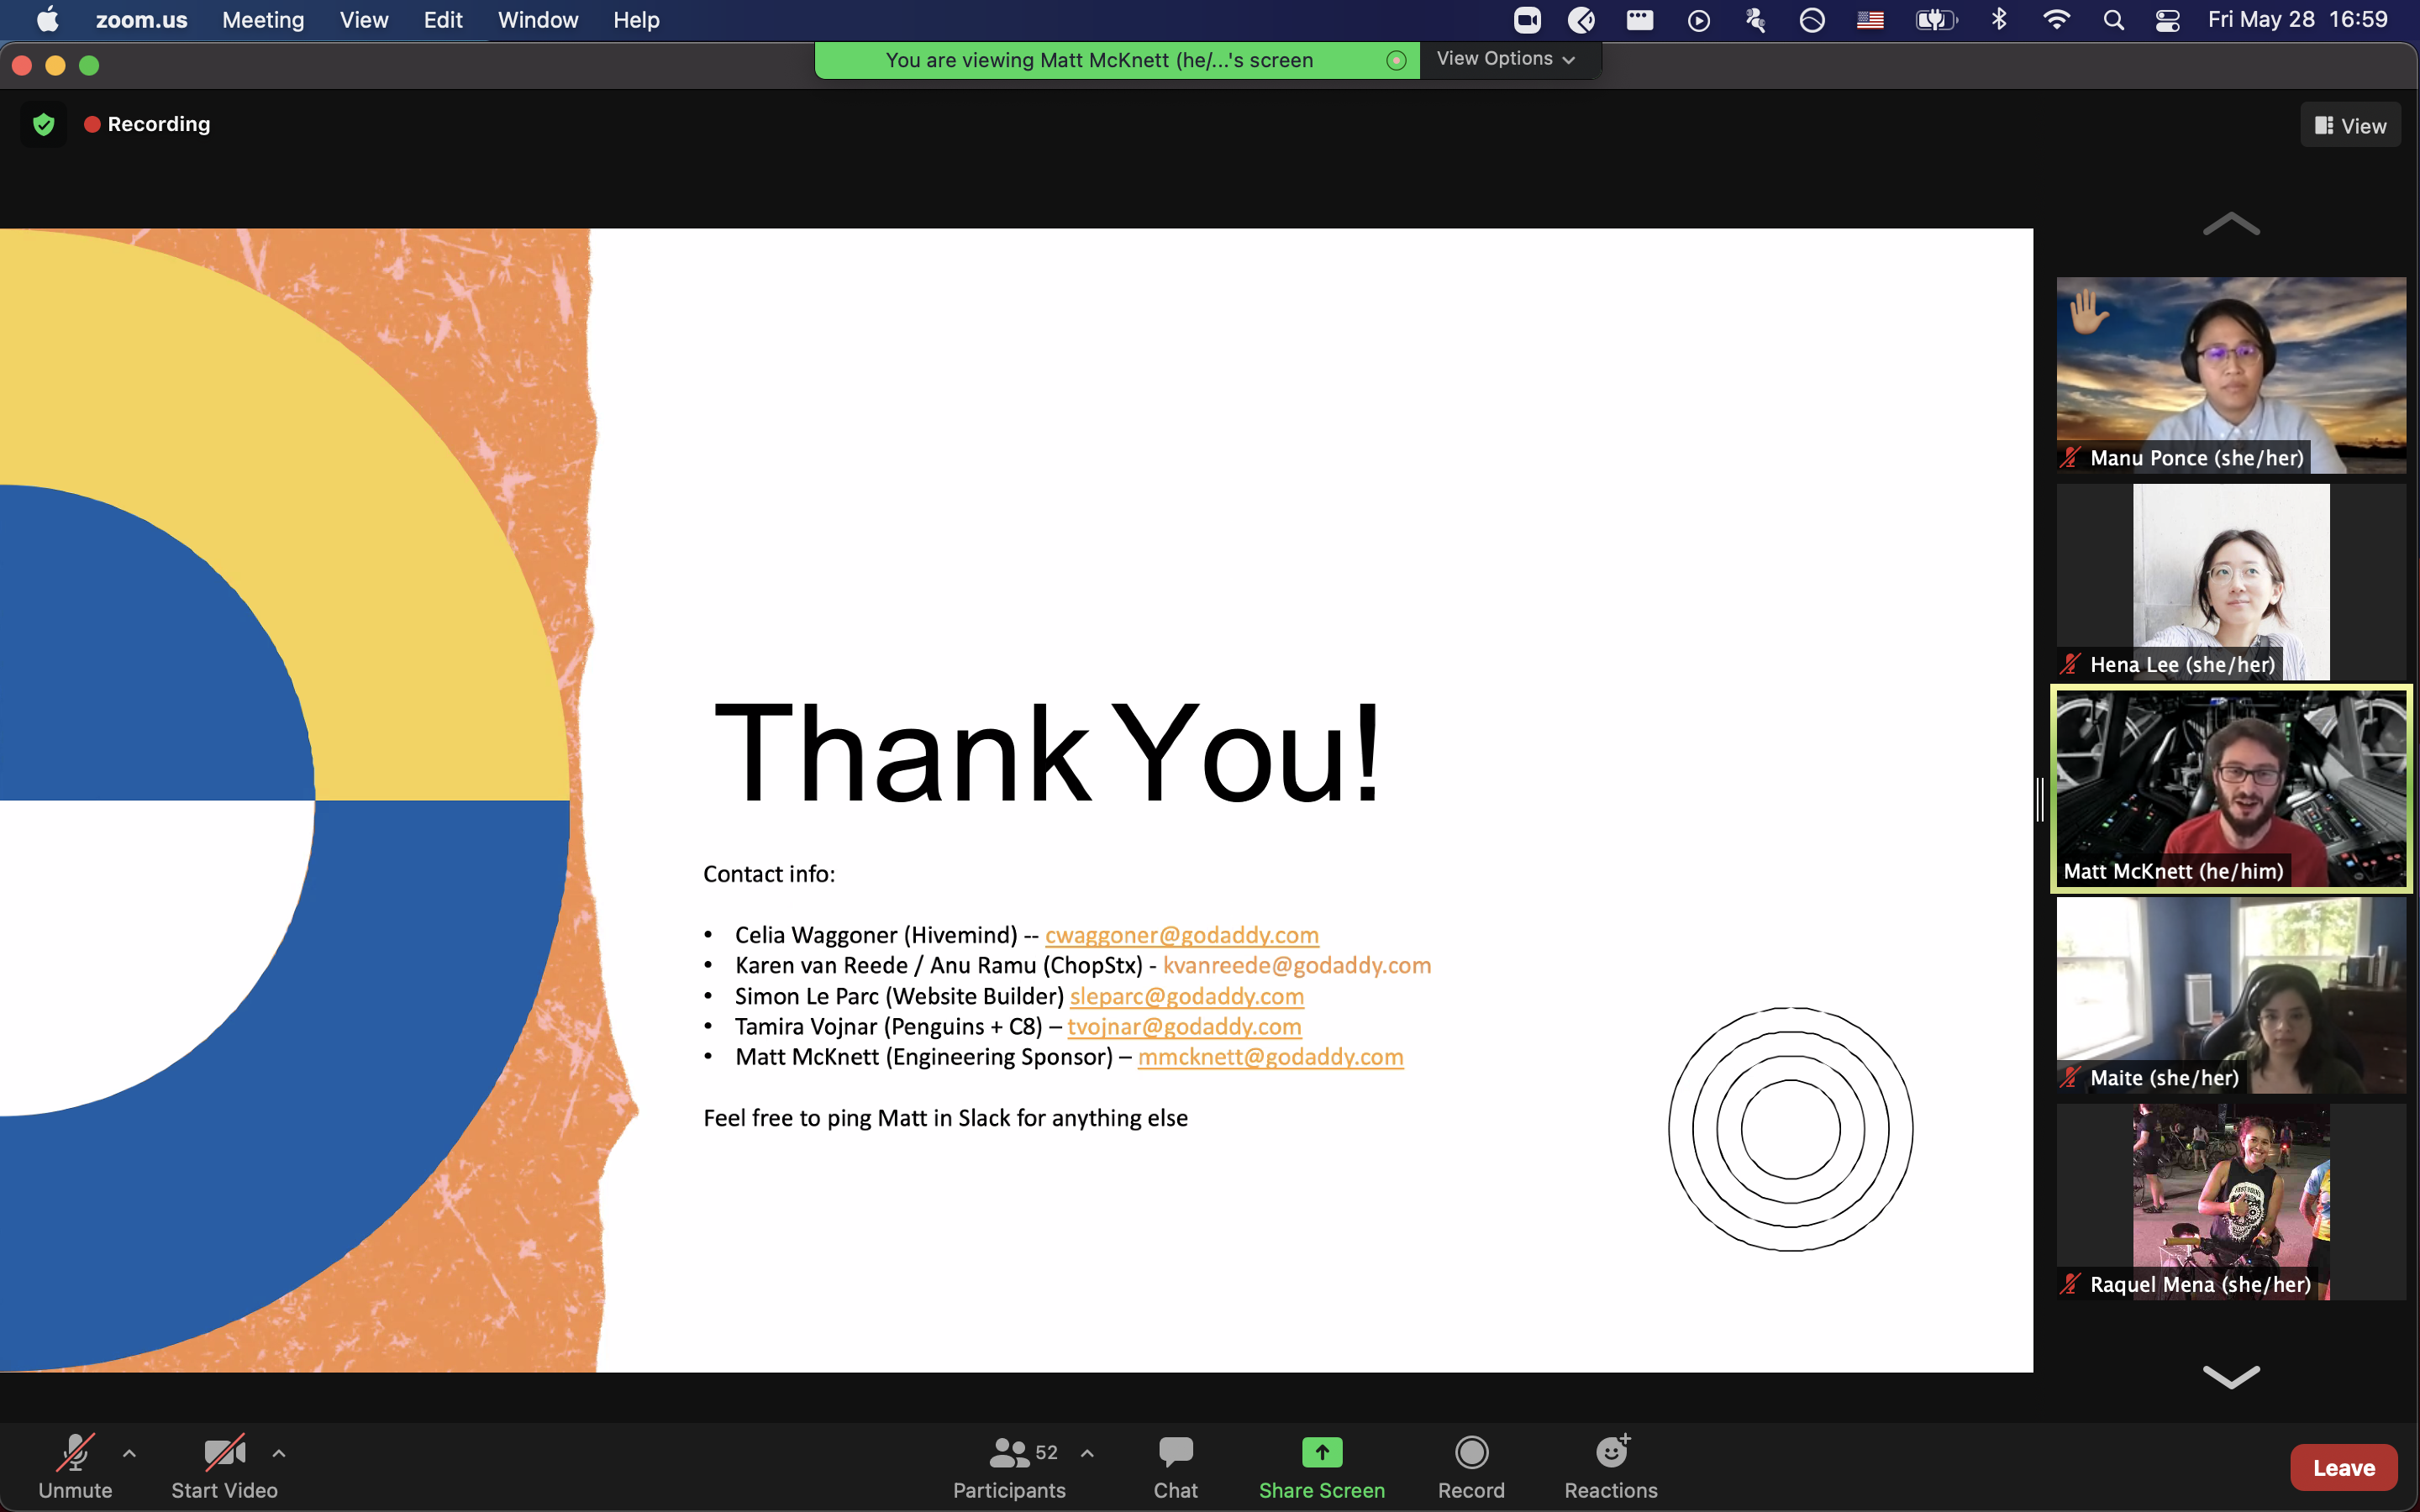 zoom.us Meeting View Edit Window Help Fri May 28 16:59
You are viewing Matt McKnett (he/...'s screen View Options
Recording
View
Manu Ponce (she/her)
Hena Lee (she/her)
Matt McKnett (he/him)
Maite (she/her)
Raquel Mena (she/her)
Thank You!
Contact info:
• Celia Waggoner (Hivemind) -- cwaggoner@godaddy.com
• Karen van Reede / Anu Ramu (ChopStx) - kvanreede@godaddy.com
• Simon Le Parc (Website Builder) sleparc@godaddy.com
• Tamira Vojnar (Penguins + C8) – tvojnar@godaddy.com
• Matt McKnett (Engineering Sponsor) – mmcknett@godaddy.com
Feel free to ping Matt in Slack for anything else
52
Unmute Start Video Participants Chat Share Screen Record Reactions Leave